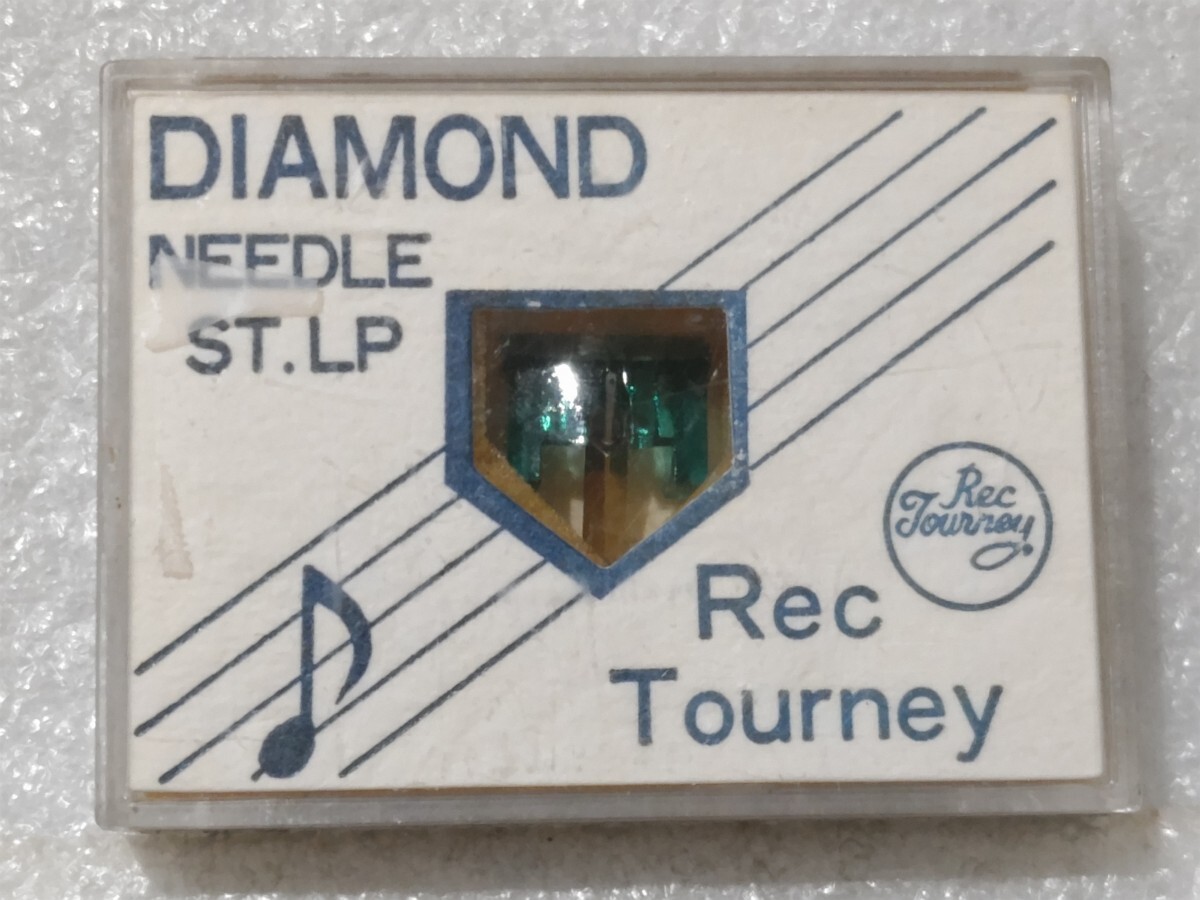 DIAMOND
NEEDLE
ST.LP
Rec
Tourney
Rec
Tourney